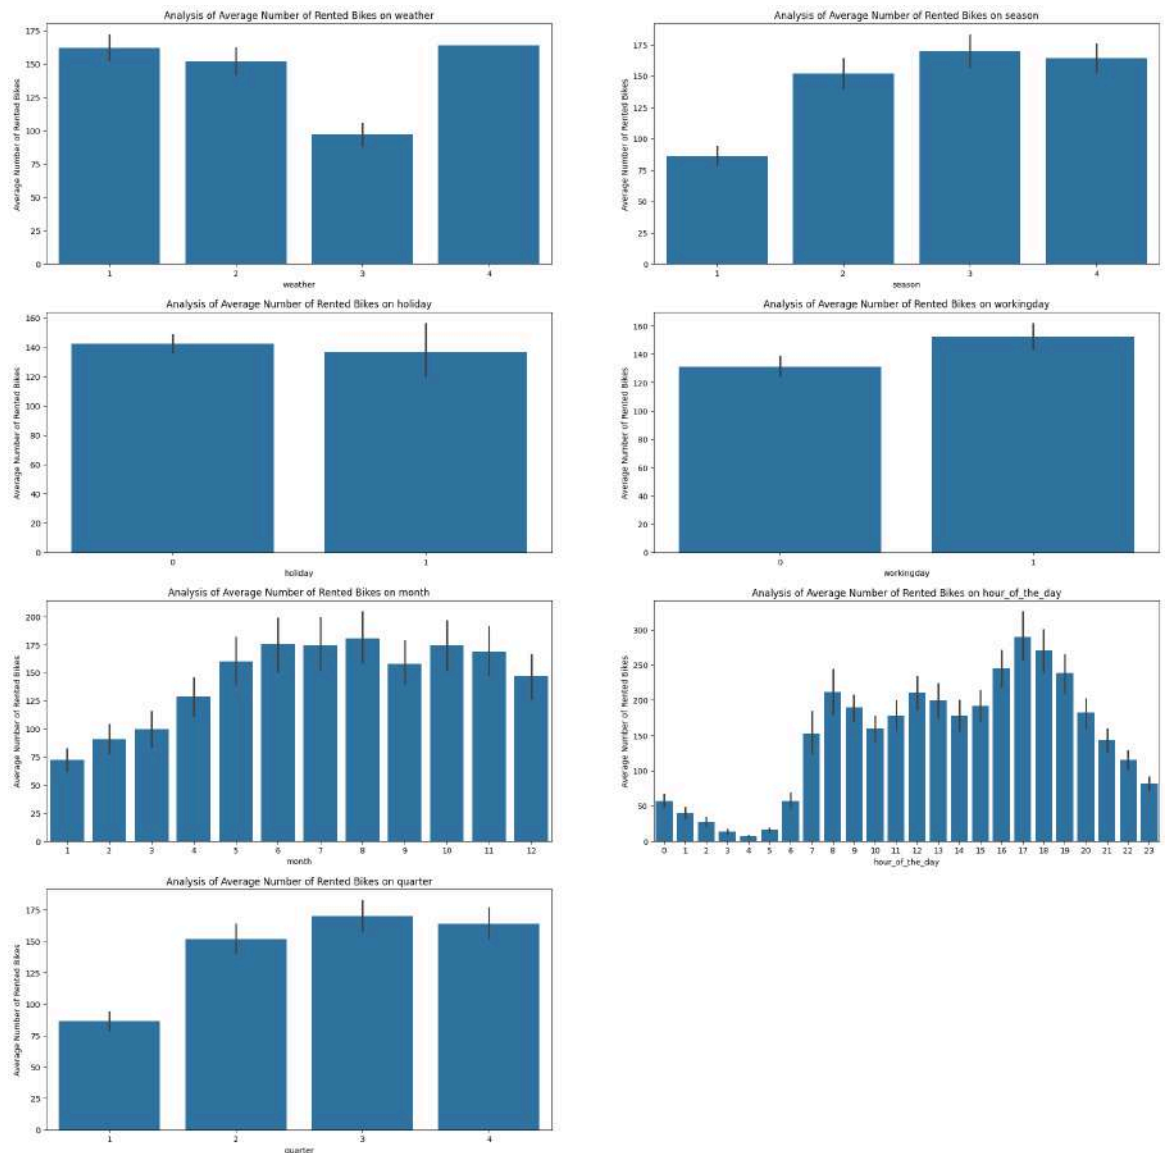 Analysis of Average Number of Rented Bikes on weather
Average Number of Rented Bikes
175
150
125
100
75
50
25
0
1 2 3 4
weather
Analysis of Average Number of Rented Bikes on season
Average Number of Rented Bikes
175
150
125
100
75
50
25
0
1 2 3 4
season
Analysis of Average Number of Rented Bikes on holiday
Average Number of Rented Bikes
160
140
120
100
80
60
40
20
0
0 1
holiday
Analysis of Average Number of Rented Bikes on workingday
Average Number of Rented Bikes
160
140
120
100
80
60
40
20
0
0 1
workingday
Analysis of Average Number of Rented Bikes on month
Average Number of Rented Bikes
200
175
150
125
100
75
50
25
0
1 2 3 4 5 6 7 8 9 10 11 12
month
Analysis of Average Number of Rented Bikes on hour_of_the_day
Average Number of Rented Bikes
300
250
200
150
100
50
0
0 1 2 3 4 5 6 7 8 9 10 11 12 13 14 15 16 17 18 19 20 21 22 23
hour_of_the_day
Analysis of Average Number of Rented Bikes on quarter
Average Number of Rented Bikes
175
150
125
100
75
50
25
0
1 2 3 4
quarter